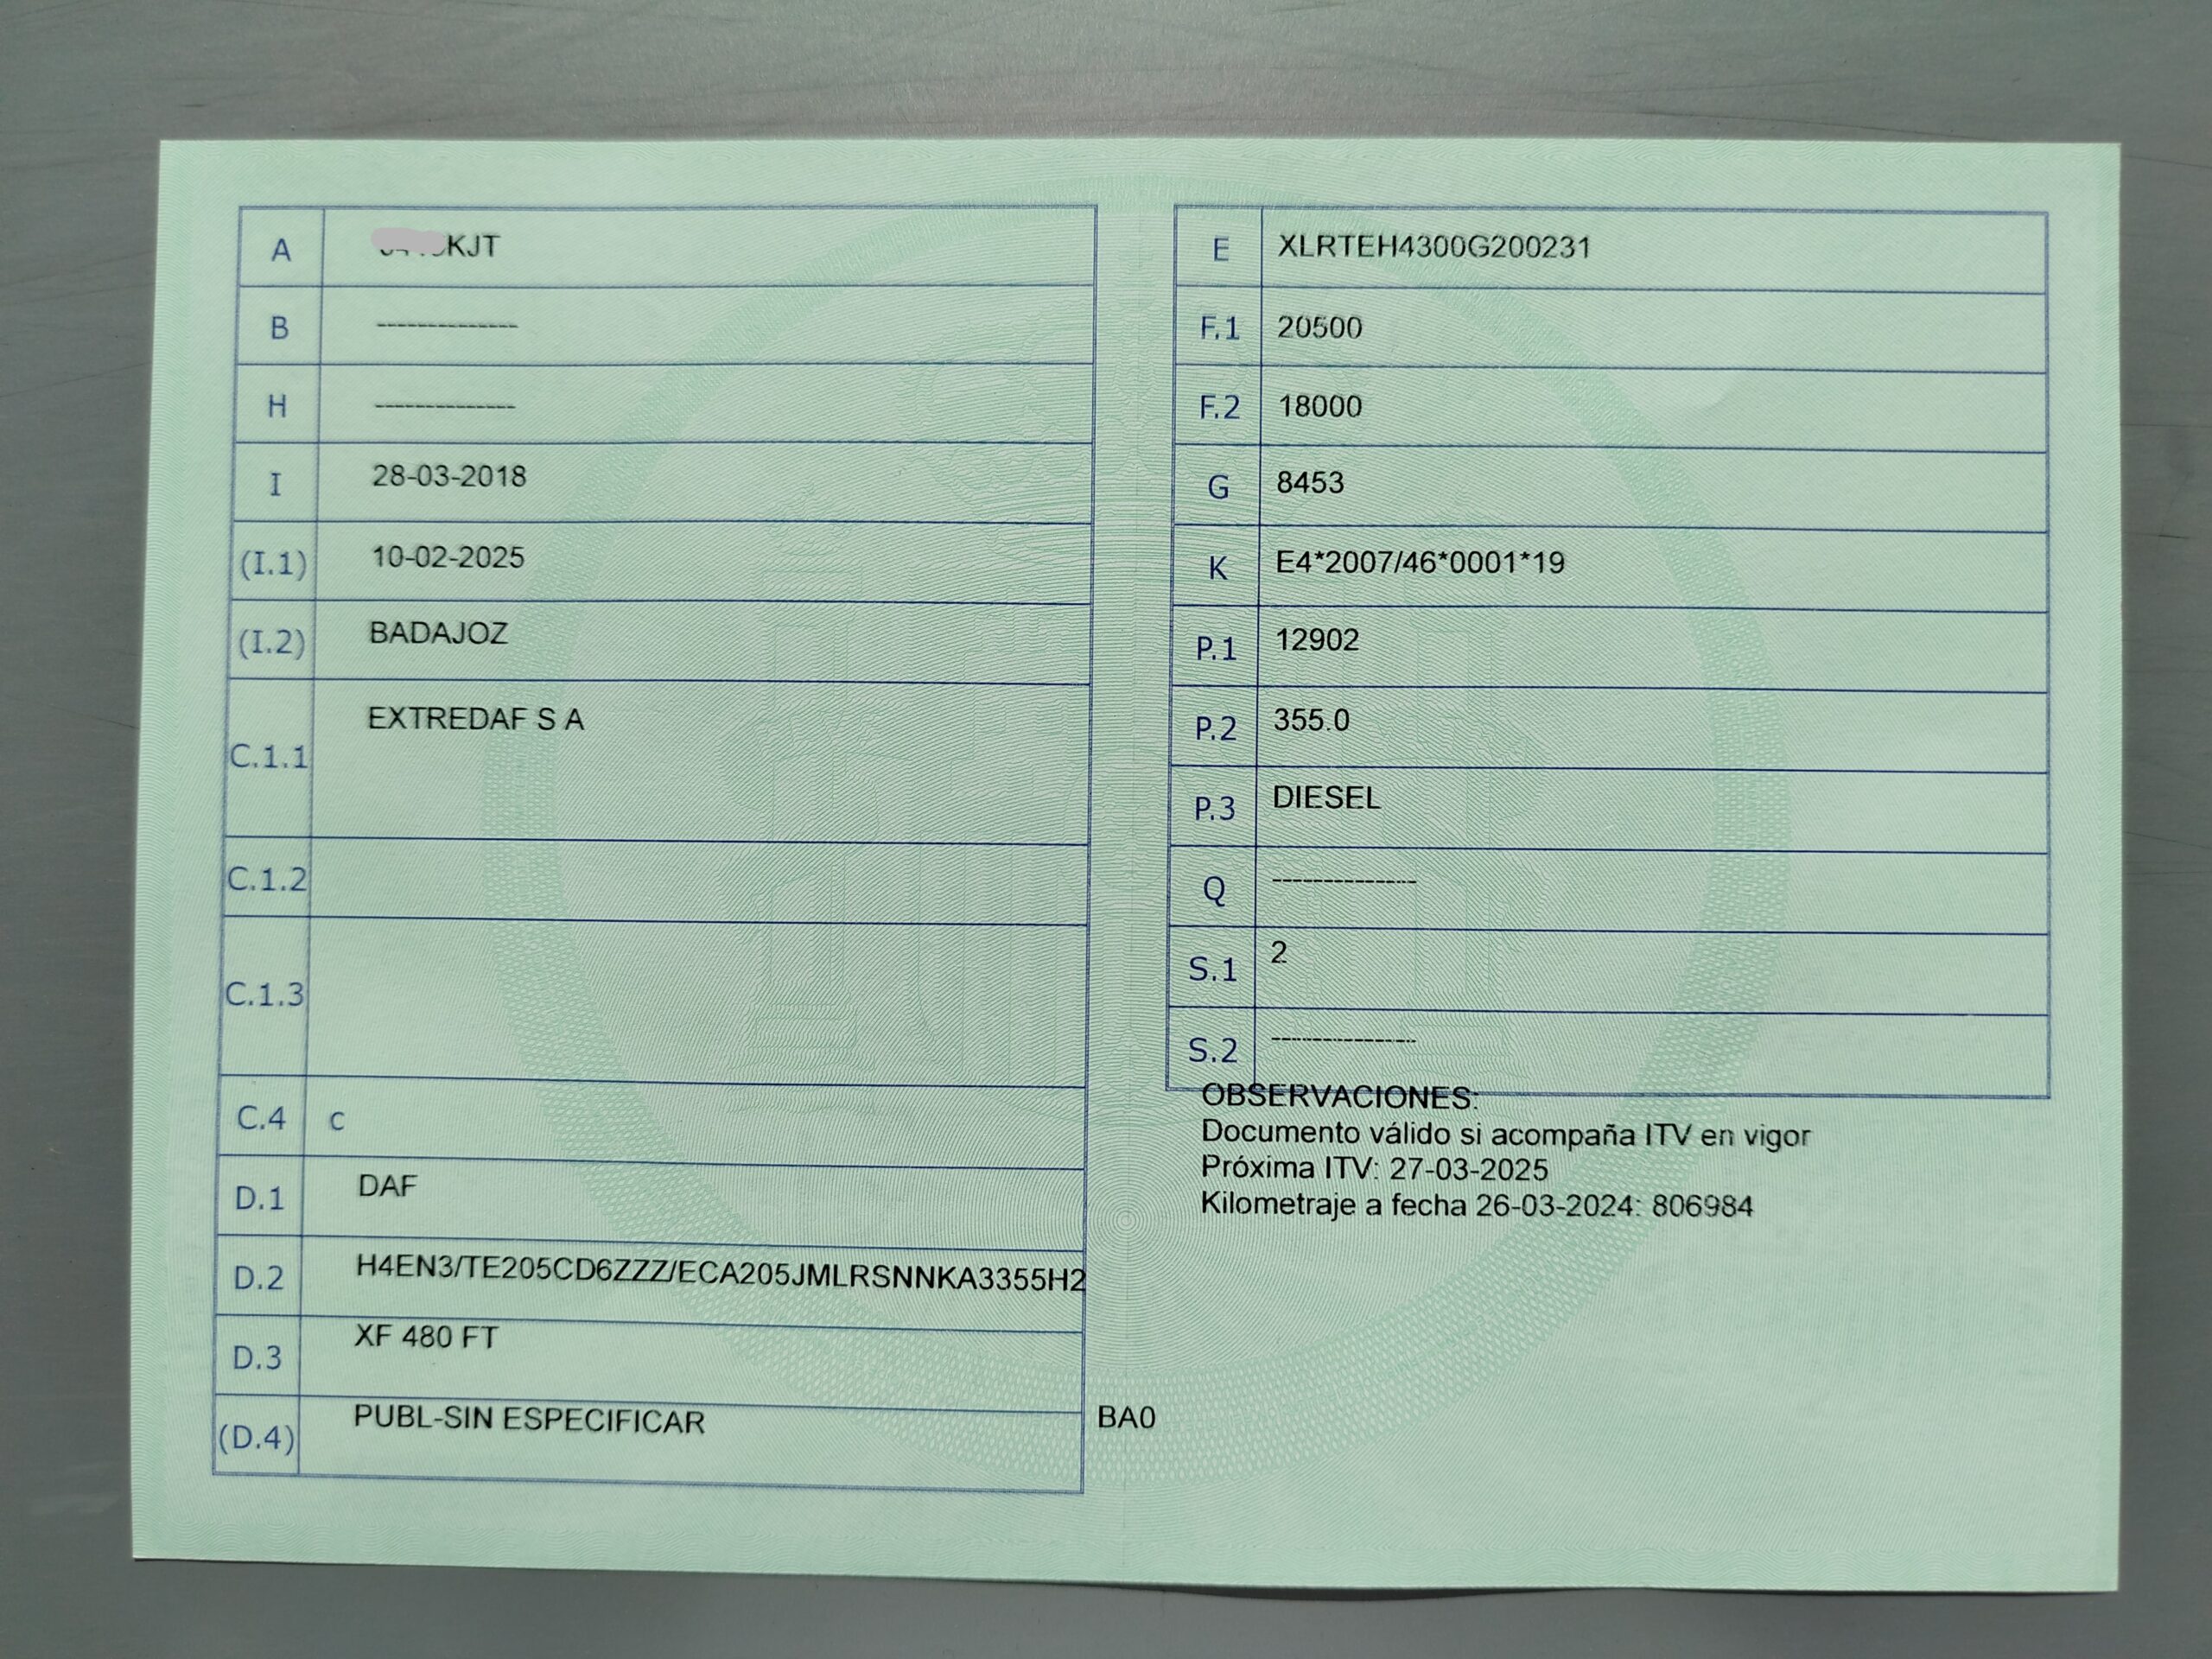 A KJT
B --------------
H --------------
I 28-03-2018
(I.1) 10-02-2025
(I.2) BADAJOZ
C.1.1 EXTREDAF S A
C.1.2
C.1.3
C.4 c
D.1 DAF
D.2 H4EN3/TE205CD6ZZZ/ECA205JMLRSNNKA3355H2
D.3 XF 480 FT
(D.4) PUBL-SIN ESPECIFICAR BA0
E XLRTEH4300G200231
F.1 20500
F.2 18000
G 8453
K E4*2007/46*0001*19
P.1 12902
P.2 355.0
P.3 DIESEL
Q --------------
S.1 2
S.2 --------------
OBSERVACIONES:
Documento válido si acompaña ITV en vigor
Próxima ITV: 27-03-2025
Kilometraje a fecha 26-03-2024: 806984